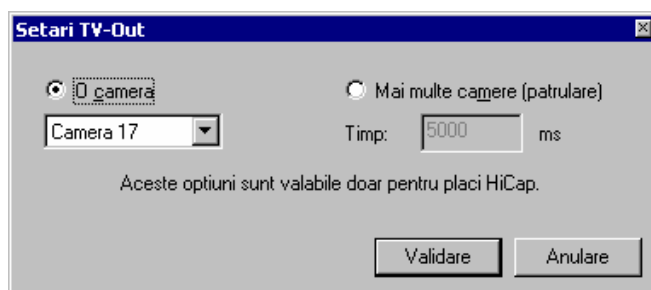 Setari TV-Out
O camera
Mai multe camere (patrulare)
Camera 17
Timp: 5000 ms
Aceste optiuni sunt valabile doar pentru placi HiCap.
Validare Anulare